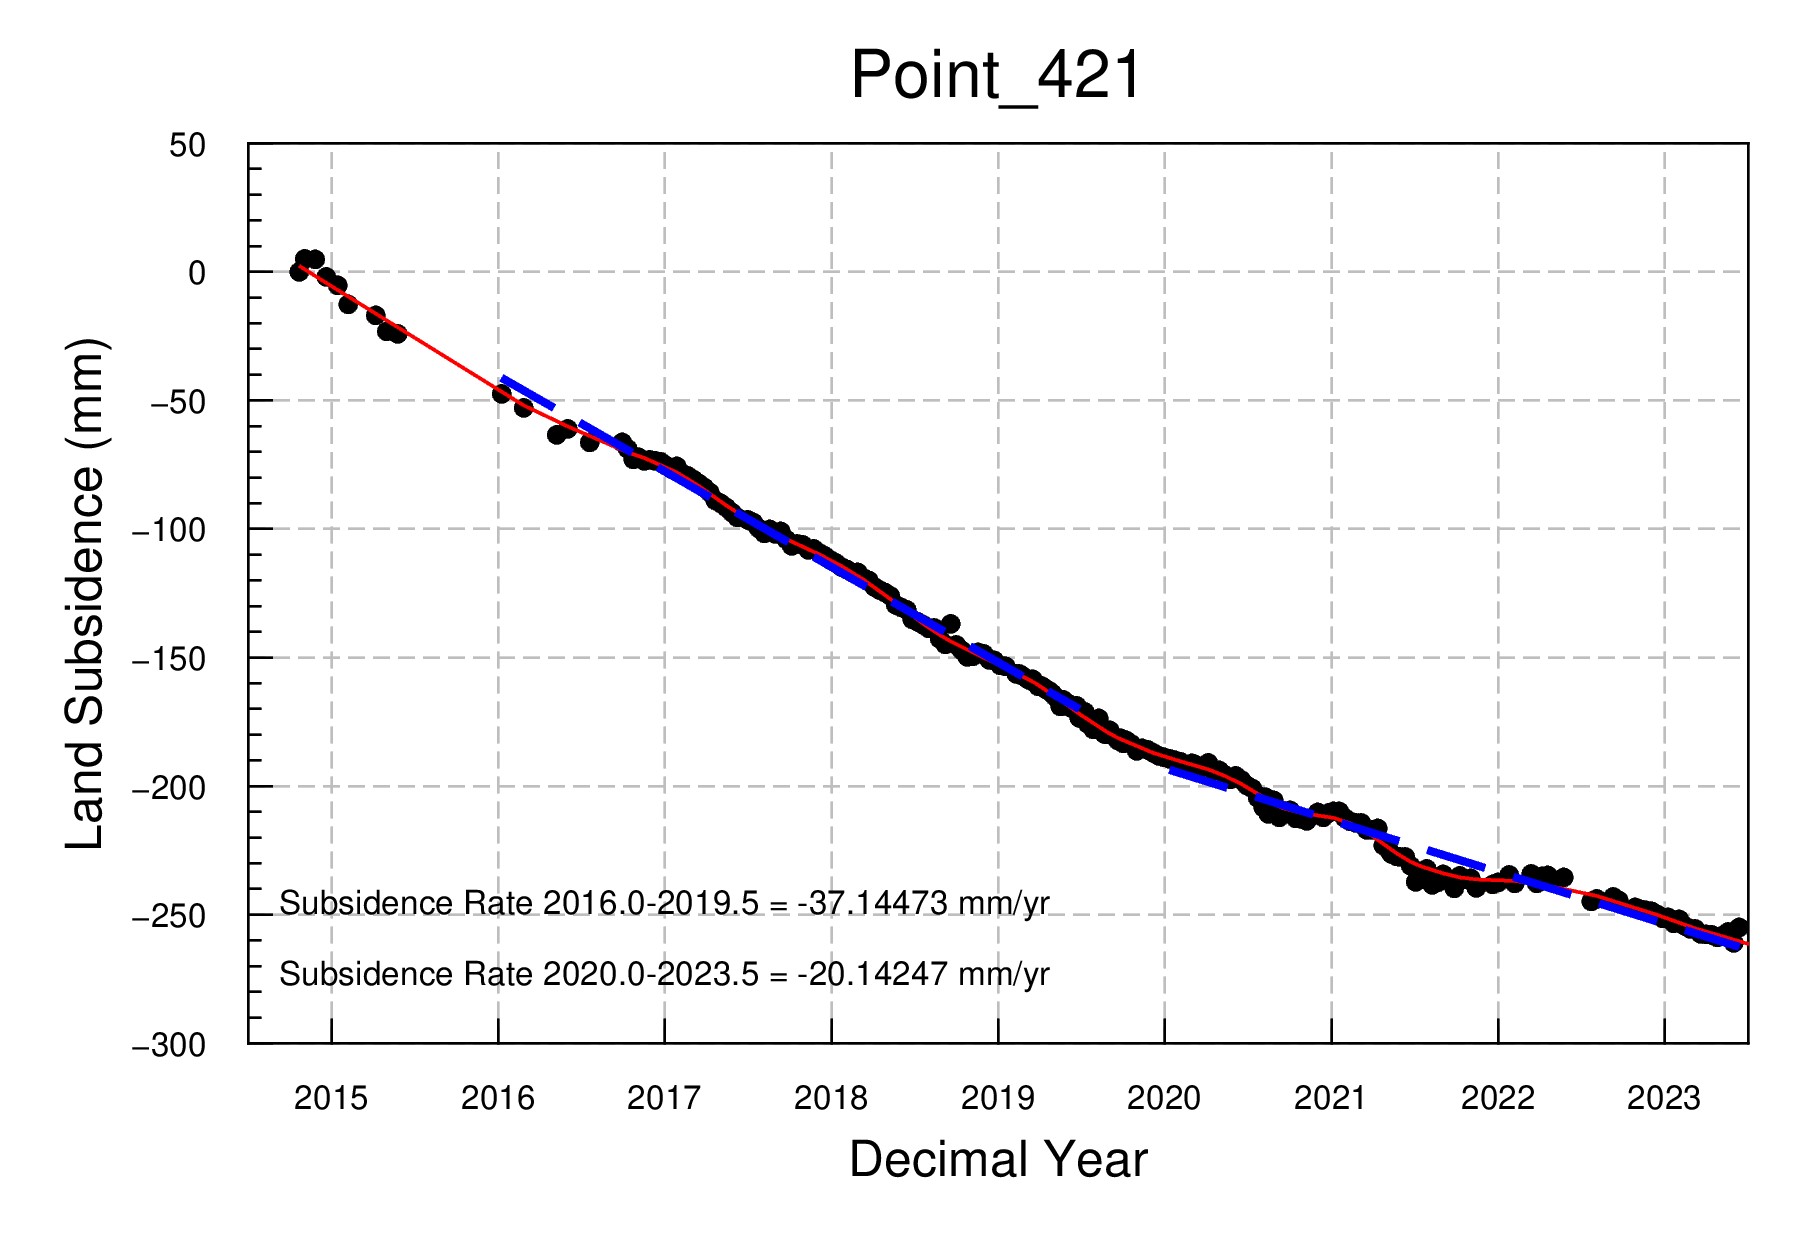 Point_421
50
0
−50
−100
−150
−200
−250
−300
Land Subsidence (mm)
Subsidence Rate 2016.0-2019.5 = -37.14473 mm/yr
Subsidence Rate 2020.0-2023.5 = -20.14247 mm/yr
2015 2016 2017 2018 2019 2020 2021 2022 2023
Decimal Year